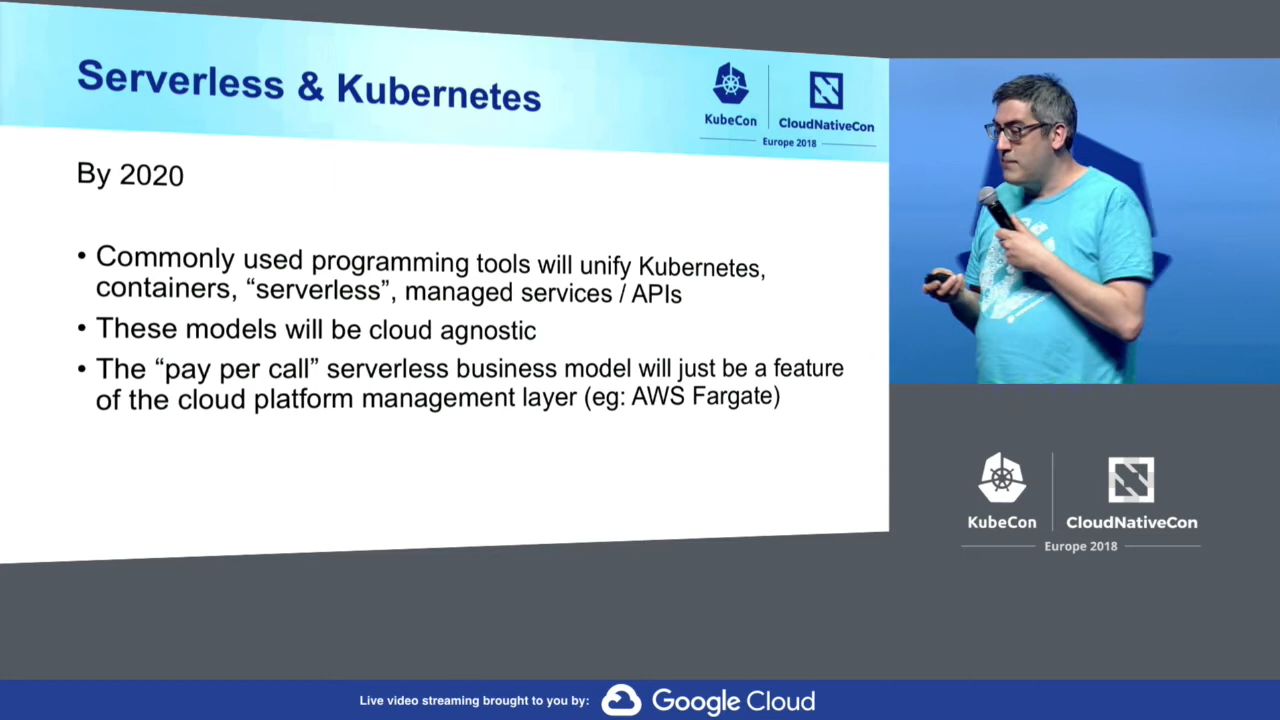 Serverless & Kubernetes
KubeCon
CloudNativeCon
Europe 2018
By 2020
• Commonly used programming tools will unify Kubernetes,
containers, “serverless”, managed services / APIs
• These models will be cloud agnostic
• The “pay per call” serverless business model will just be a feature
of the cloud platform management layer (eg: AWS Fargate)
KubeCon
CloudNativeCon
Europe 2018
Live video streaming brought to you by:
Google Cloud